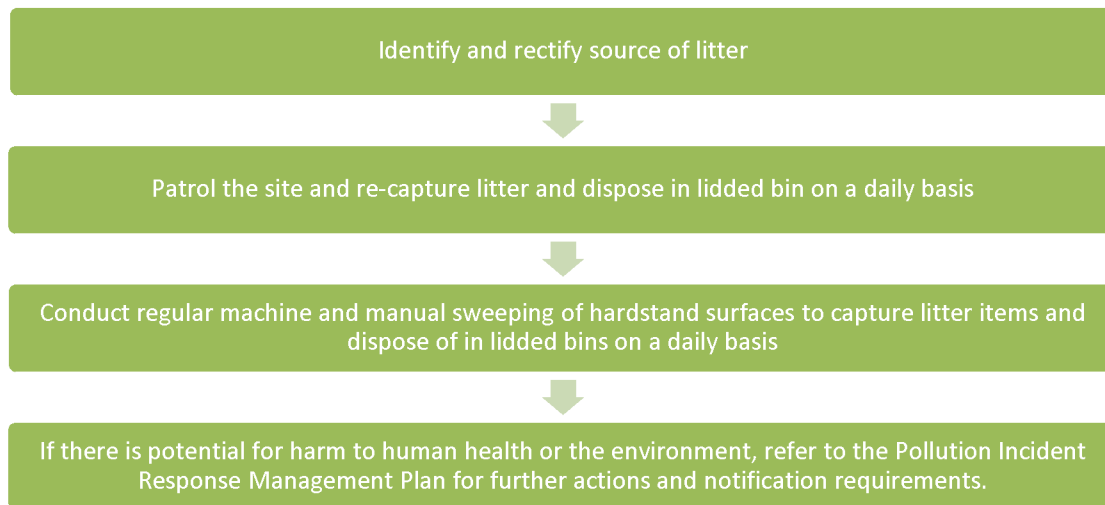 Identify and rectify source of litter
Patrol the site and re-capture litter and dispose in lidded bin on a daily basis
Conduct regular machine and manual sweeping of hardstand surfaces to capture litter items and
dispose of in lidded bins on a daily basis
If there is potential for harm to human health or the environment, refer to the Pollution Incident
Response Management Plan for further actions and notification requirements.